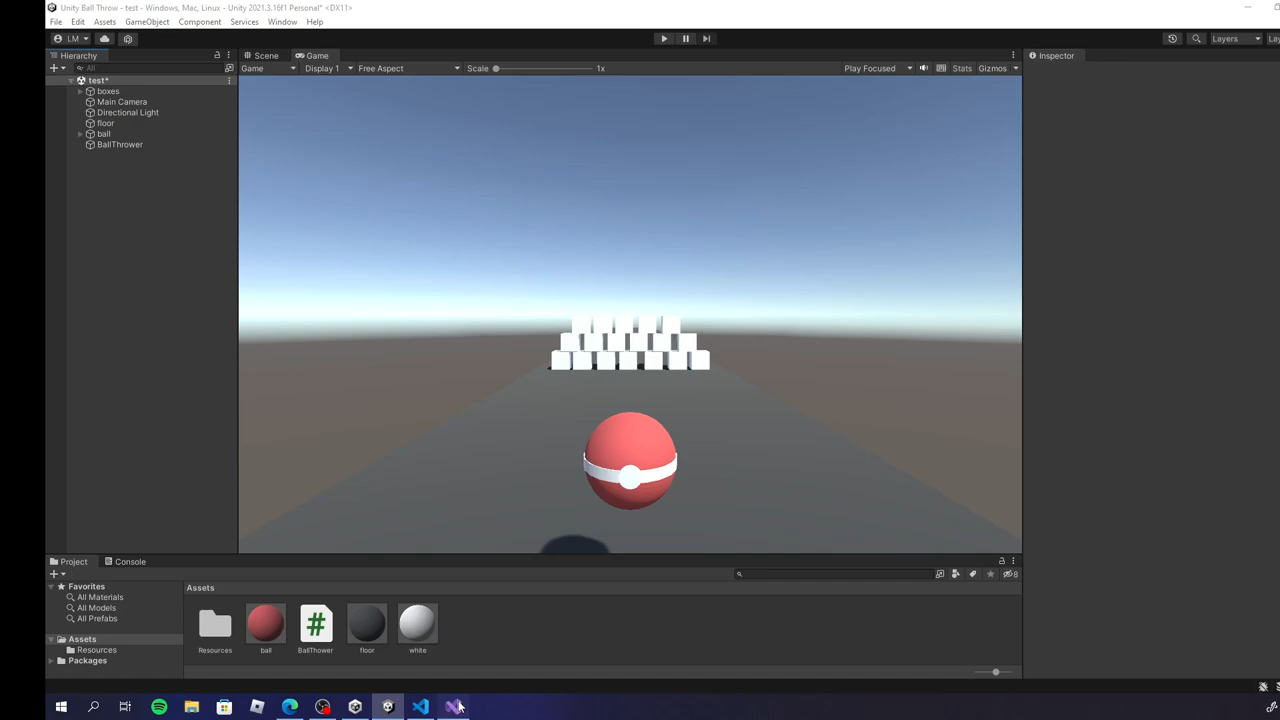 Unity Ball Throw - test - Windows, Mac, Linux - Unity 2021.3.16f1 Personal* <DX11>
File Edit Assets GameObject Component Services Window Help
LM Layers
Hierarchy Scene Game Inspector
All Game Display 1 Free Aspect Scale 1x Play Focused Stats Gizmos
test*
boxes
Main Camera
Directional Light
floor
ball
BallThrower
Project Console
8
Favorites Assets
All Materials
All Models
All Prefabs
Assets
Resources
Packages
#
Resources ball BallThower floor white